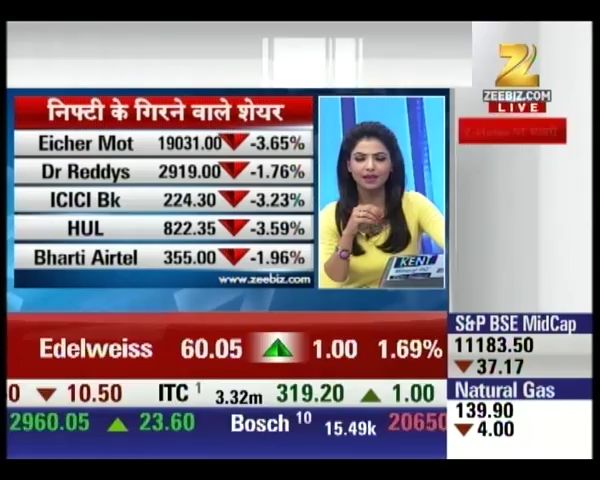 ZEEBIZ.COM
LIVE
निफ्टी के गिरने वाले शेयर
Eicher Mot 19031.00 -3.65%
Dr Reddys 2919.00 -1.76%
ICICI Bk 224.30 -3.23%
HUL 822.35 -3.59%
Bharti Airtel 355.00 -1.96%
www.zeebiz.com
KENT
Edelweiss 60.05 1.00 1.69%
S&P BSE MidCap
11183.50
37.17
Natural Gas
139.90
4.00
0 10.50 ITC 1 3.32m 319.20 1.00
2960.05 23.60 Bosch 10 15.49k 20650